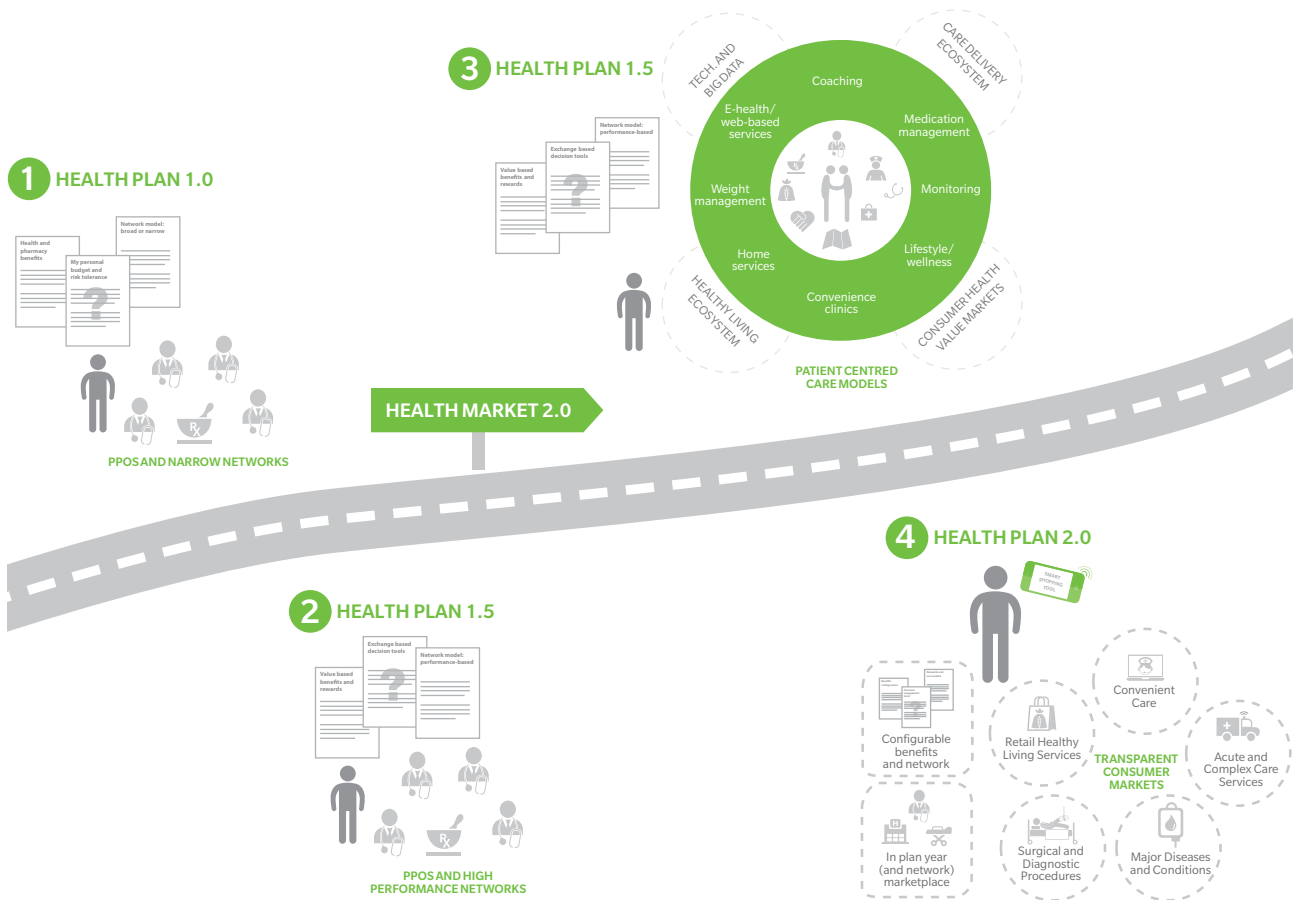 1 HEALTH PLAN 1.0
Health and
pharmacy
benefits
My personal
budget and
risk tolerance
?
Network model:
broad or narrow
Rx
PPOS AND NARROW NETWORKS
HEALTH MARKET 2.0
2 HEALTH PLAN 1.5
Value based
benefits and
rewards
Exchange based
decision tools
?
Network model:
performance-based
Rx
PPOS AND HIGH
PERFORMANCE NETWORKS
3 HEALTH PLAN 1.5
Value based
benefits and
rewards
Exchange based
decision tools
?
Network model:
performance-based
TECH. AND
BIG DATA
CARE DELIVERY
ECOSYSTEM
HEALTHY LIVING
ECOSYSTEM
CONSUMER HEALTH
VALUE MARKETS
Coaching
Medication
management
Monitoring
Lifestyle/
wellness
Convenience
clinics
Home
services
Weight
management
E-health/
web-based
services
Rx
PATIENT CENTRED
CARE MODELS
4 HEALTH PLAN 2.0
SMART
SHOPPING
TOOL
?
Configurable
benefits
and network
H
In plan year
(and network)
marketplace
Retail Healthy
Living Services
Convenient
Care
TRANSPARENT
CONSUMER
MARKETS
Acute and
Complex Care
Services
Surgical and
Diagnostic
Procedures
Major Diseases
and Conditions